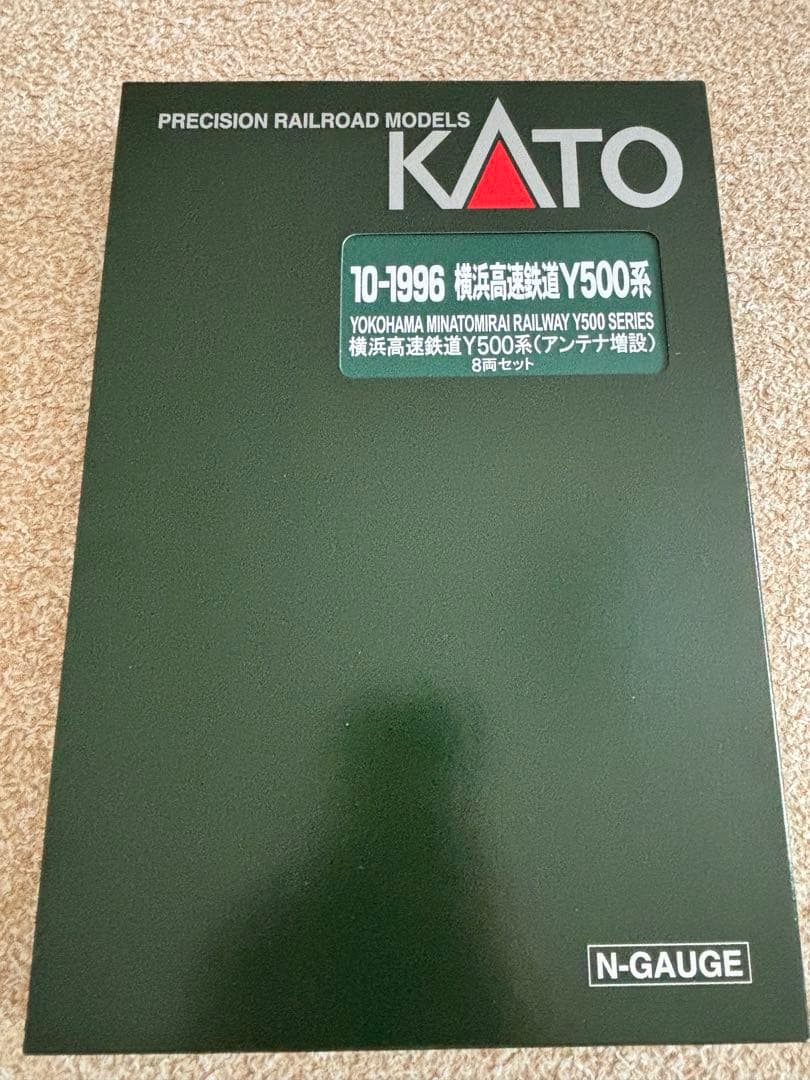 PRECISION RAILROAD MODELS
KATO
10-1996 横浜高速鉄道Y500系
YOKOHAMA MINATOMIRAI RAILWAY Y500 SERIES
横浜高速鉄道Y500系(アンテナ増設)
8両セット
N-GAUGE